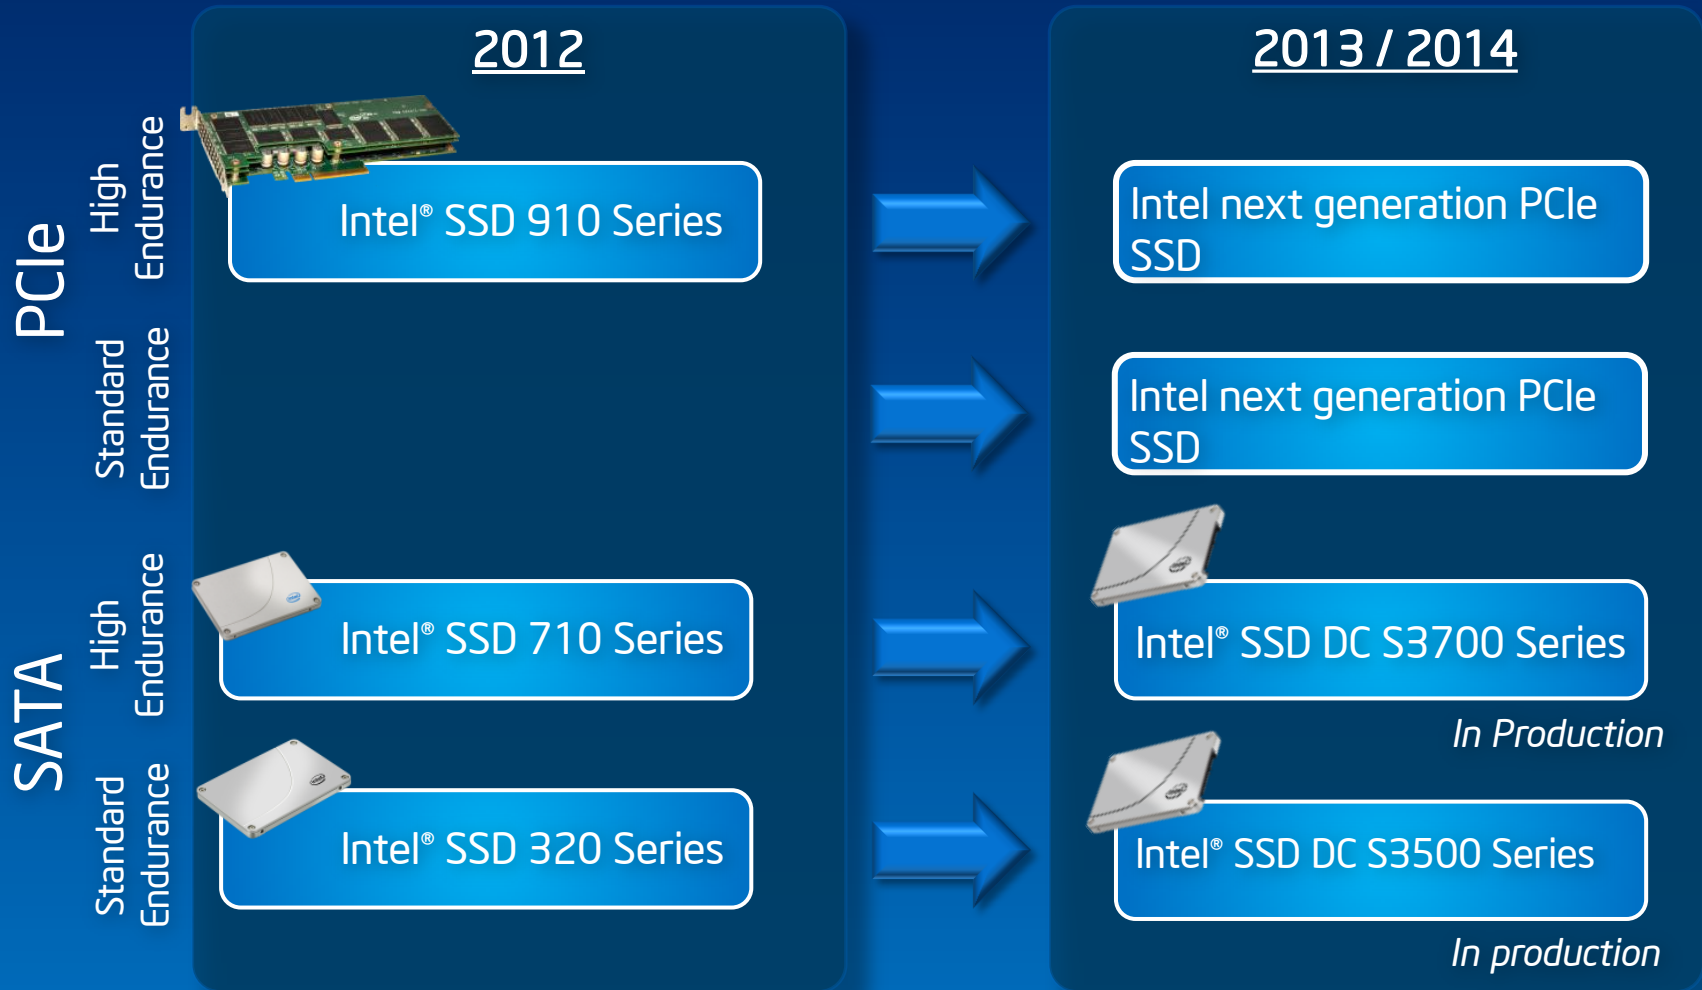 2012
2013 / 2014
PCIe
High
Endurance
Intel® SSD 910 Series
Intel next generation PCIe
SSD
Standard
Endurance
Intel next generation PCIe
SSD
SATA
High
Endurance
Intel® SSD 710 Series
Intel® SSD DC S3700 Series
In Production
Standard
Endurance
Intel® SSD 320 Series
Intel® SSD DC S3500 Series
In production